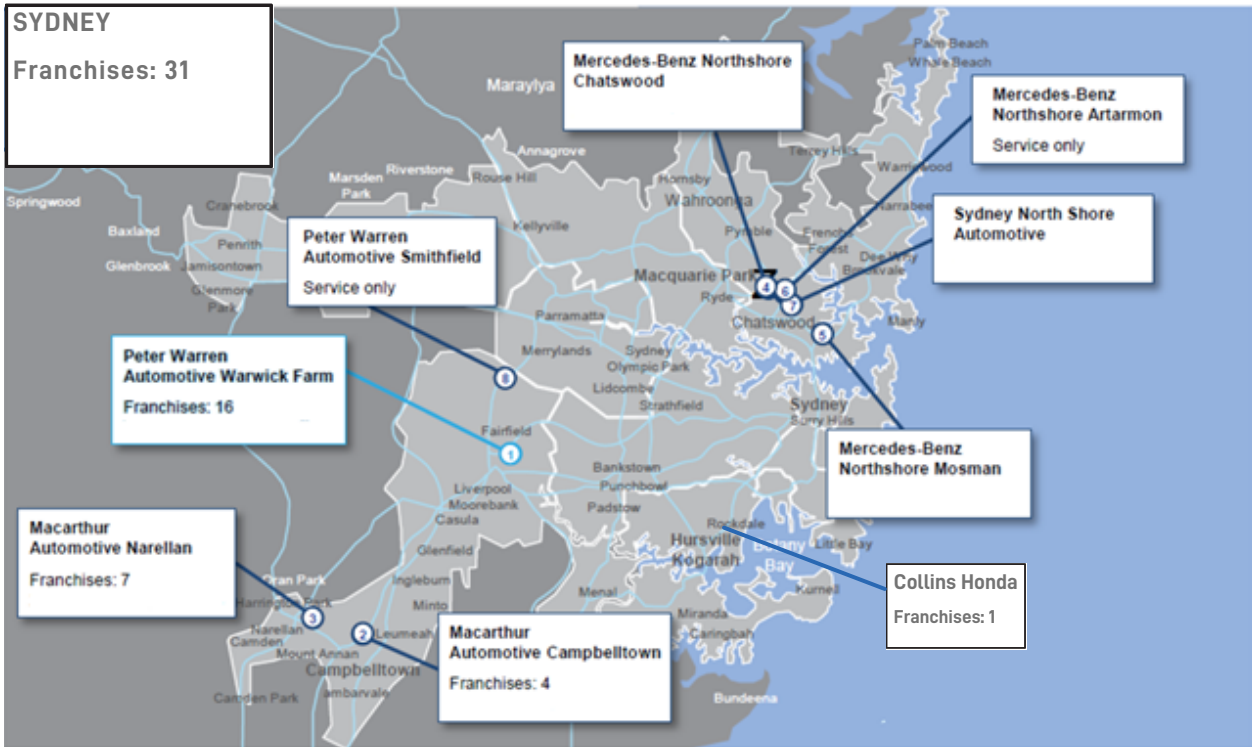 SYDNEY
Franchises: 31
Mercedes-Benz Northshore
Chatswood
Mercedes-Benz
Northshore Artarmon
Service only
Sydney North Shore
Automotive
Peter Warren
Automotive Smithfield
Service only
Peter Warren
Automotive Warwick Farm
Franchises: 16
Mercedes-Benz
Northshore Mosman
Macarthur
Automotive Narellan
Franchises: 7
Macarthur
Automotive Campbelltown
Franchises: 4
Collins Honda
Franchises: 1
Palm Beach
Whale Beach
Maraylya
Annagrove
Terrey Hills
Riverstone
Marsden
Park
Rouse Hill
Hornsby
Warriewood
Springwood
Cranebrook
Wahroonga
Narrabee
Baxland
Kellyville
Pymble
Frenchs
Forest
Penrith
Dee Why
Brookvale
Glenbrook
Jamisontown
Macquarie Park
4
6
Glenmore
Park
Ryde
7
Parramatta
Chatswood
Manly
5
Merrylands
Sydney
Olympic Park
8
Lidcombe
Strathfield
Sydney
Surry Hills
Fairfield
1
Bankstown
Punchbowl
Liverpool
Moorebank
Casula
Padstow
Rockdale
Hursville
Kogarah
Botany
Bay
Little Bay
Glenfield
Oran Park
Ingleburn
Menai
Kurnell
Harrington Park
Minto
Miranda
3
Narellan
Camden
2
Leumeah
Caringbah
Mount Annan
Campbelltown
Camden Park
ambarvale
Bundeena